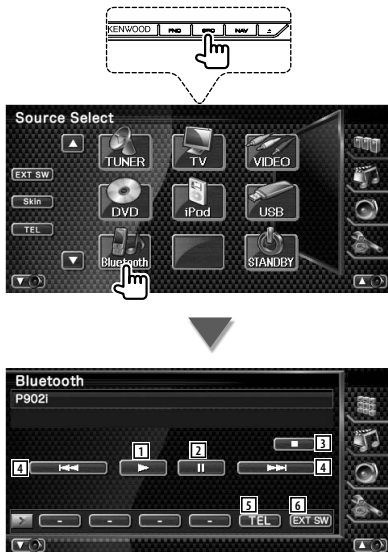 KENWOOD FNC SRC NAV
Source Select
TUNER TV VIDEO
EXT SW
Skin
DVD iPod USB
TEL
Bluetooth STANDBY
Bluetooth
P902i
1 2 3
4 4
5 6
- - - - TEL EXT SW